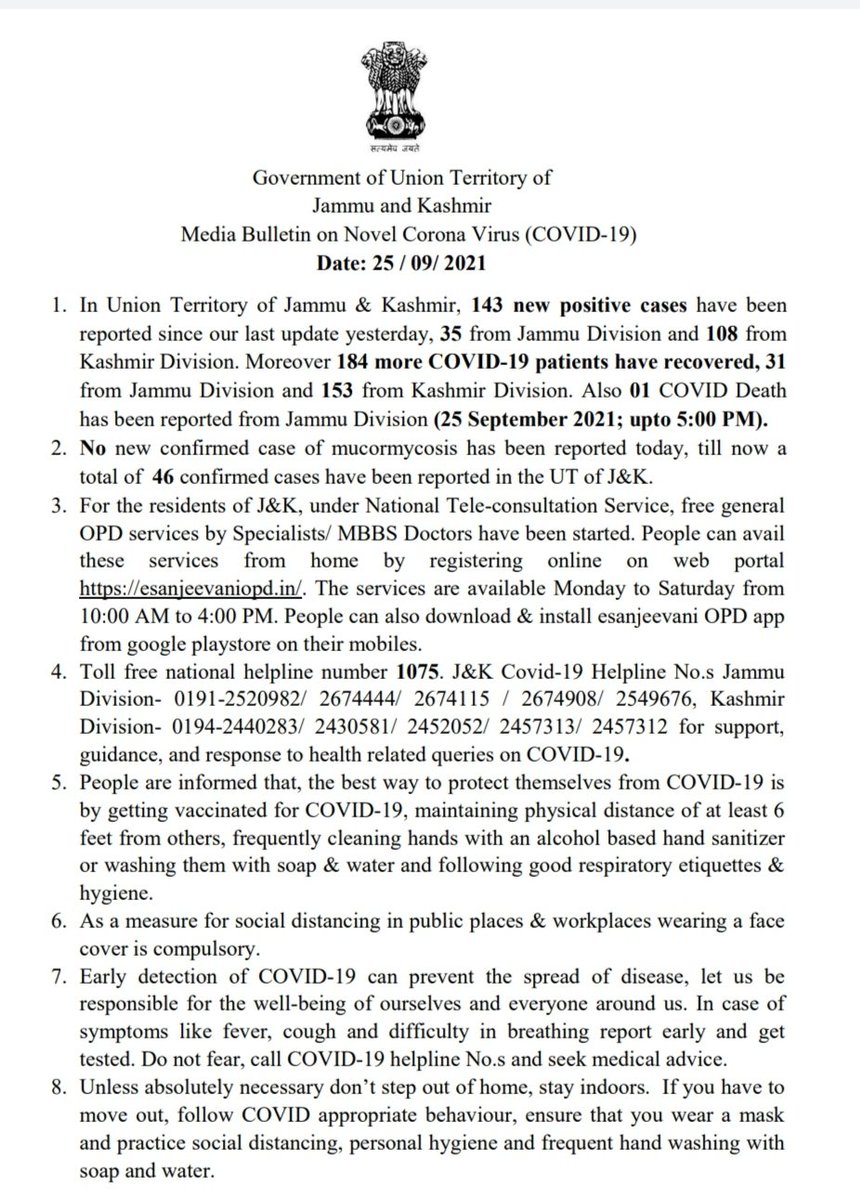 सत्यमेव जयते
Government of Union Territory of
Jammu and Kashmir
Media Bulletin on Novel Corona Virus (COVID-19)
Date: 25 / 09/ 2021
1. In Union Territory of Jammu & Kashmir, 143 new positive cases have been
reported since our last update yesterday, 35 from Jammu Division and 108 from
Kashmir Division. Moreover 184 more COVID-19 patients have recovered, 31
from Jammu Division and 153 from Kashmir Division. Also 01 COVID Death
has been reported from Jammu Division (25 September 2021; upto 5:00 PM).
2. No new confirmed case of mucormycosis has been reported today, till now a
total of 46 confirmed cases have been reported in the UT of J&K.
3. For the residents of J&K, under National Tele-consultation Service, free general
OPD services by Specialists/ MBBS Doctors have been started. People can avail
these services from home by registering online on web portal
https://esanjeevaniopd.in/. The services are available Monday to Saturday from
10:00 AM to 4:00 PM. People can also download & install esanjeevani OPD app
from google playstore on their mobiles.
4. Toll free national helpline number 1075. J&K Covid-19 Helpline No.s Jammu
Division- 0191-2520982/ 2674444/ 2674115 / 2674908/ 2549676, Kashmir
Division- 0194-2440283/ 2430581/ 2452052/ 2457313/ 2457312 for support,
guidance, and response to health related queries on COVID-19.
5. People are informed that, the best way to protect themselves from COVID-19 is
by getting vaccinated for COVID-19, maintaining physical distance of at least 6
feet from others, frequently cleaning hands with an alcohol based hand sanitizer
or washing them with soap & water and following good respiratory etiquettes &
hygiene.
6. As a measure for social distancing in public places & workplaces wearing a face
cover is compulsory.
7. Early detection of COVID-19 can prevent the spread of disease, let us be
responsible for the well-being of ourselves and everyone around us. In case of
symptoms like fever, cough and difficulty in breathing report early and get
tested. Do not fear, call COVID-19 helpline No.s and seek medical advice.
8. Unless absolutely necessary don’t step out of home, stay indoors. If you have to
move out, follow COVID appropriate behaviour, ensure that you wear a mask
and practice social distancing, personal hygiene and frequent hand washing with
soap and water.